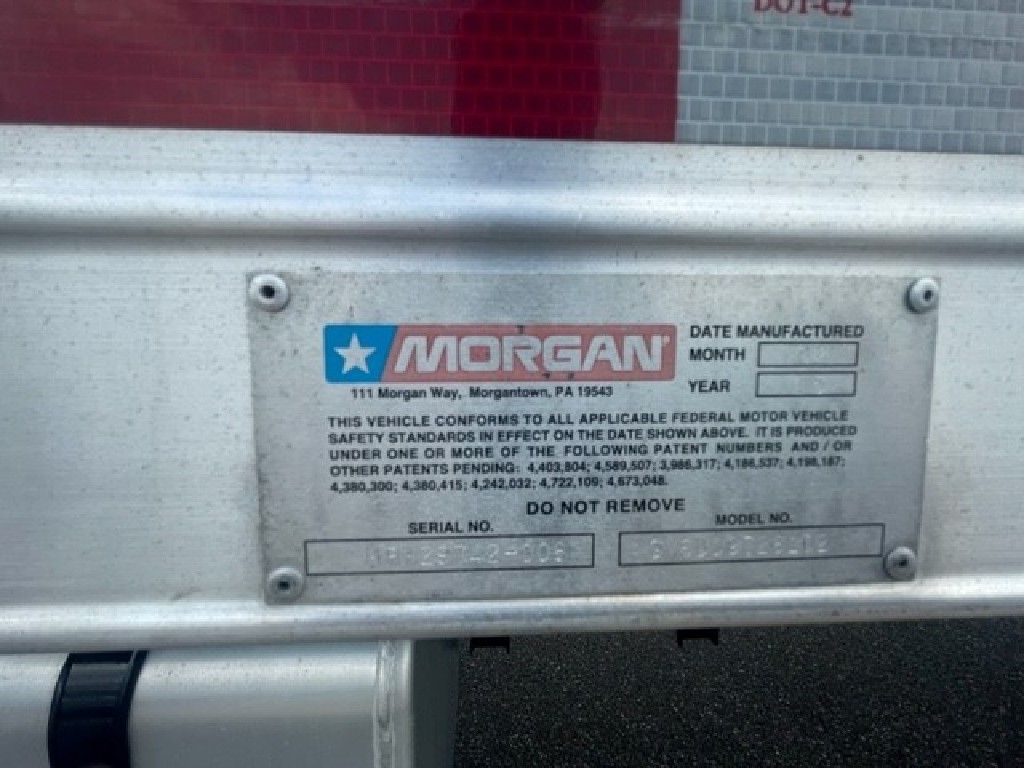 DOT-C2
MORGAN
111 Morgan Way, Morgantown, PA 19543
DATE MANUFACTURED
MONTH
YEAR
THIS VEHICLE CONFORMS TO ALL APPLICABLE FEDERAL MOTOR VEHICLE
SAFETY STANDARDS IN EFFECT ON THE DATE SHOWN ABOVE. IT IS PRODUCED
UNDER ONE OR MORE OF THE FOLLOWING PATENT NUMBERS AND / OR
OTHER PATENTS PENDING: 4,403,804; 4,589,507; 3,986,317; 4,186,537; 4,198,187;
4,380,300; 4,380,415; 4,242,032; 4,722,109; 4,673,048.
DO NOT REMOVE
SERIAL NO.
MODEL NO.